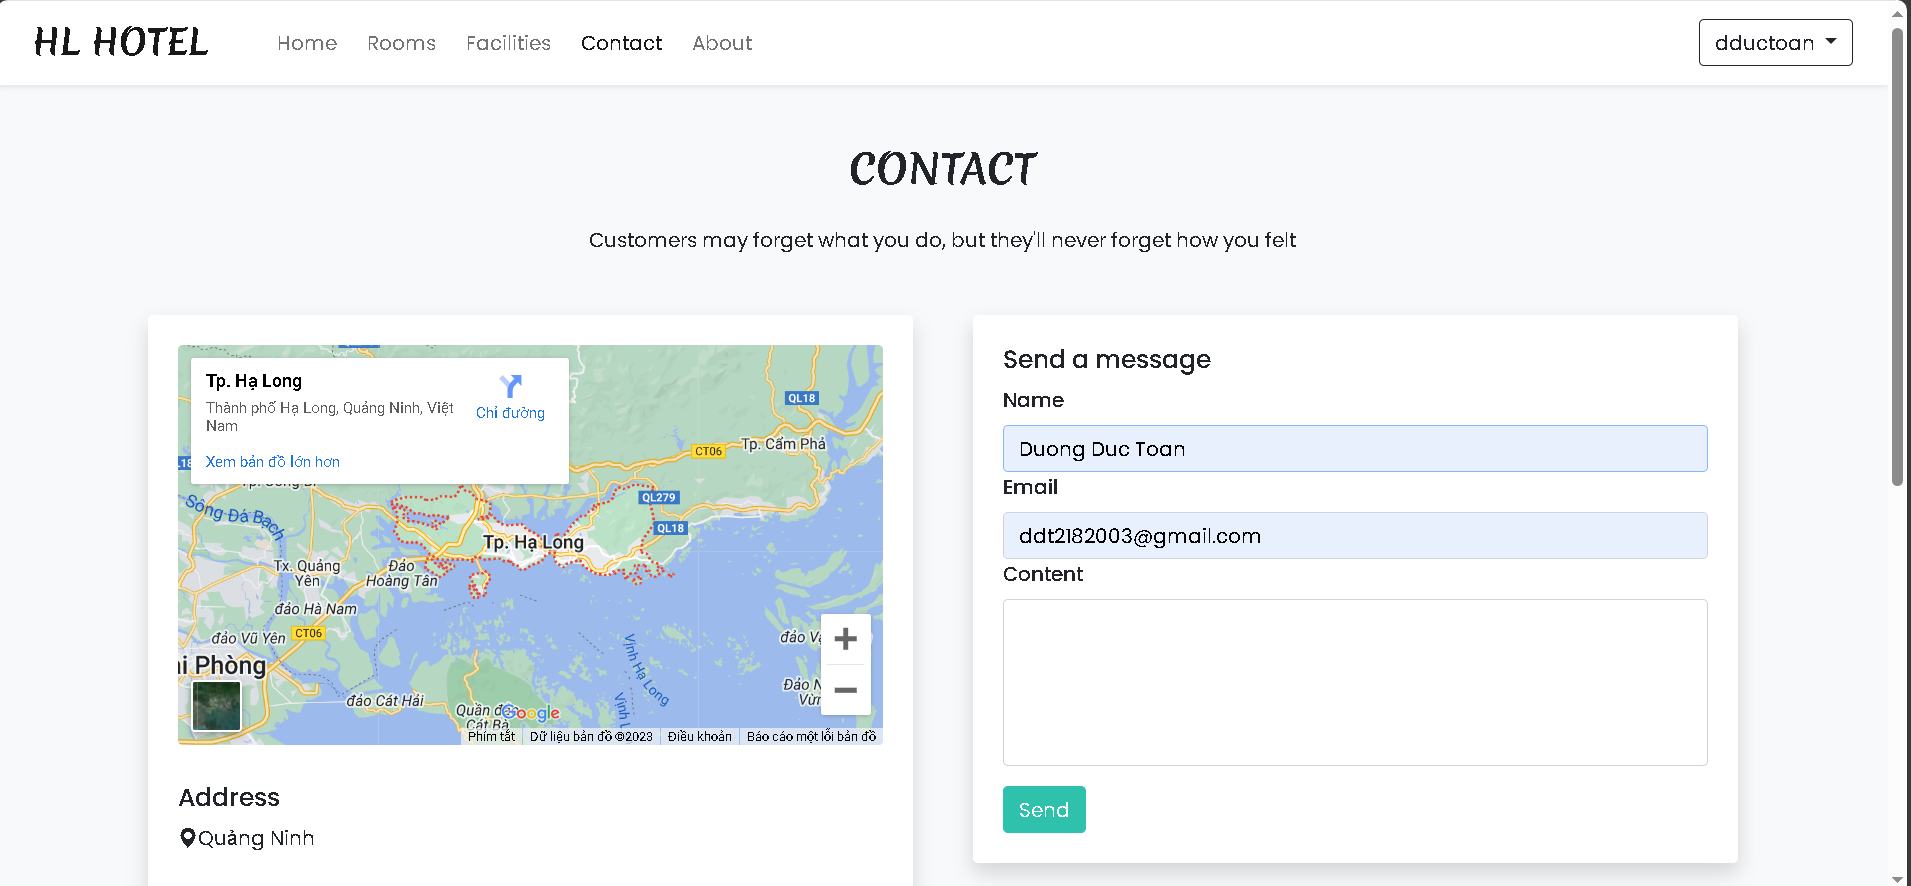 HL HOTEL
Home
Rooms
Facilities
Contact
About
dductoan
CONTACT
Customers may forget what you do, but they'll never forget how you felt
Tp. Hạ Long
Thành phố Hạ Long, Quảng Ninh, Việt
Nam
Chỉ đường
Xem bản đồ lớn hơn
QL18
Tp. Cẩm Phả
CT06
QL279
Sông Đá Bạch
QL18
Tp. Hạ Long
Tx. Quảng
Yên
Đảo
Hoàng Tân
đảo Hà Nam
đảo Vũ Yên
CT06
Phòng
đảo Cát Hải
Vịnh Hạ Long
Quần đ
Cát Bà
Google
Phím tắt
Dữ liệu bản đồ ©2023
Điều khoản
Báo cáo một lỗi bản đồ
Address
Quảng Ninh
Send a message
Name
Duong Duc Toan
Email
ddt2182003@gmail.com
Content
Send